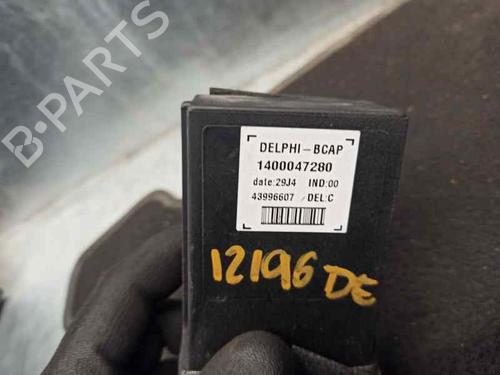 B-PARTS
DELPHI-BCAP
1400047280
date:29J4 IND:00
43996607 /DEL:C
12196 DE